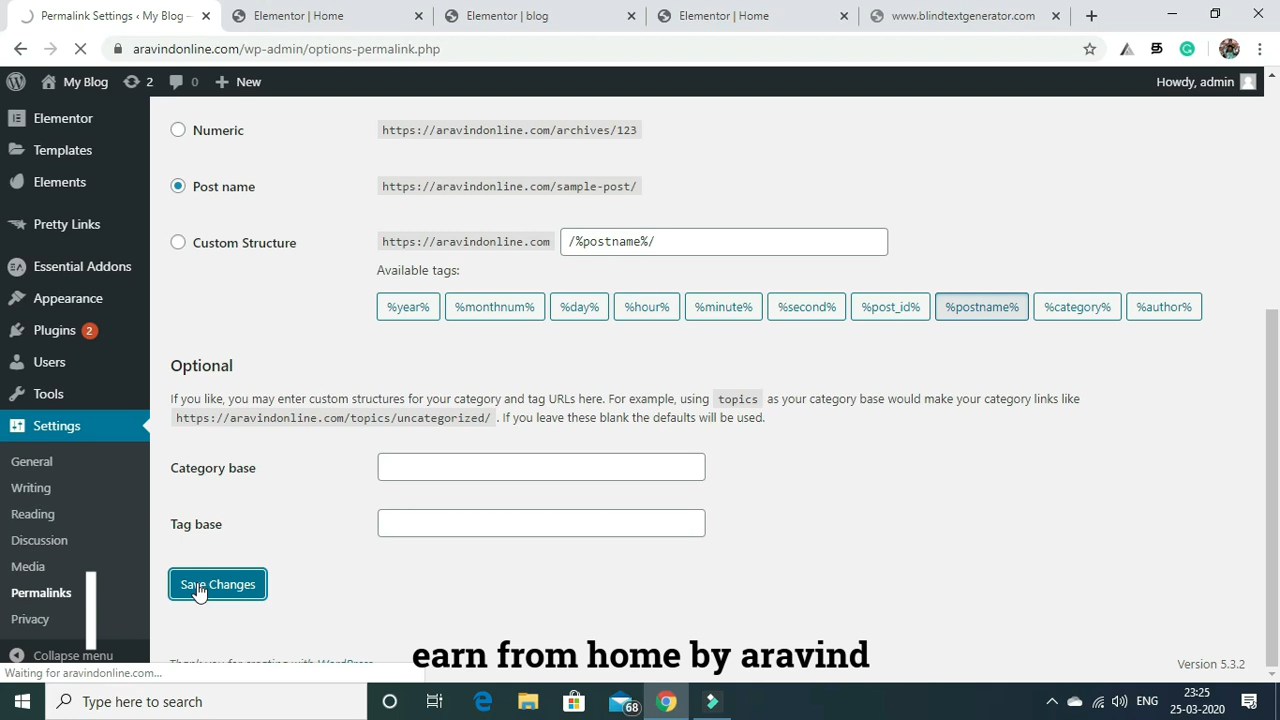 Permalink Settings ‹ My Blog —
Elementor | Home
Elementor | blog
Elementor | Home
www.blindtextgenerator.com
aravindonline.com/wp-admin/options-permalink.php
My Blog
2
0
New
Howdy, admin
Elementor
Templates
Elements
Pretty Links
Essential Addons
Appearance
Plugins 2
Users
Tools
Settings
General
Writing
Reading
Discussion
Media
Permalinks
Privacy
Collapse menu
Numeric
https://aravindonline.com/archives/123
Post name
https://aravindonline.com/sample-post/
Custom Structure
https://aravindonline.com
/%postname%/
Available tags:
%year%
%monthnum%
%day%
%hour%
%minute%
%second%
%post_id%
%postname%
%category%
%author%
Optional
If you like, you may enter custom structures for your category and tag URLs here. For example, using topics as your category base would make your category links like
https://aravindonline.com/topics/uncategorized/ . If you leave these blank the defaults will be used.
Category base
Tag base
Save Changes
Thank you for creating with WordPress
Version 5.3.2
earn from home by aravind
Waiting for aravindonline.com...
Type here to search
68
ENG
23:25
25-03-2020